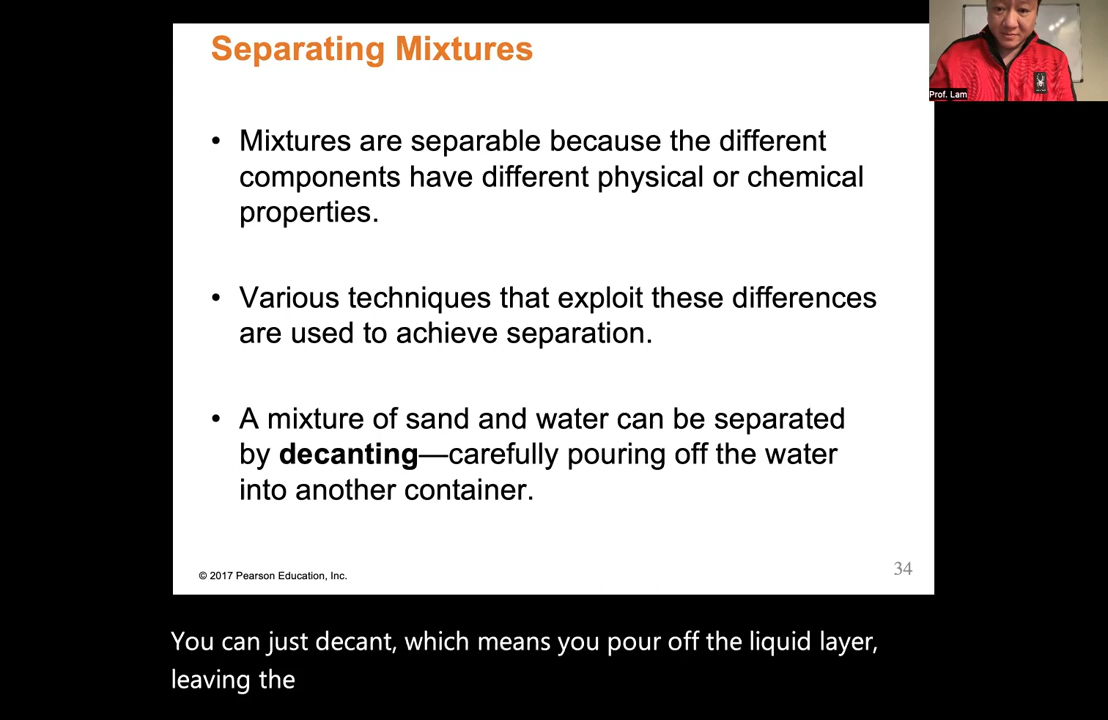 Separating Mixtures
Prof. Lam
• Mixtures are separable because the different
components have different physical or chemical
properties.
• Various techniques that exploit these differences
are used to achieve separation.
• A mixture of sand and water can be separated
by decanting—carefully pouring off the water
into another container.
© 2017 Pearson Education, Inc.
34
You can just decant, which means you pour off the liquid layer,
leaving the